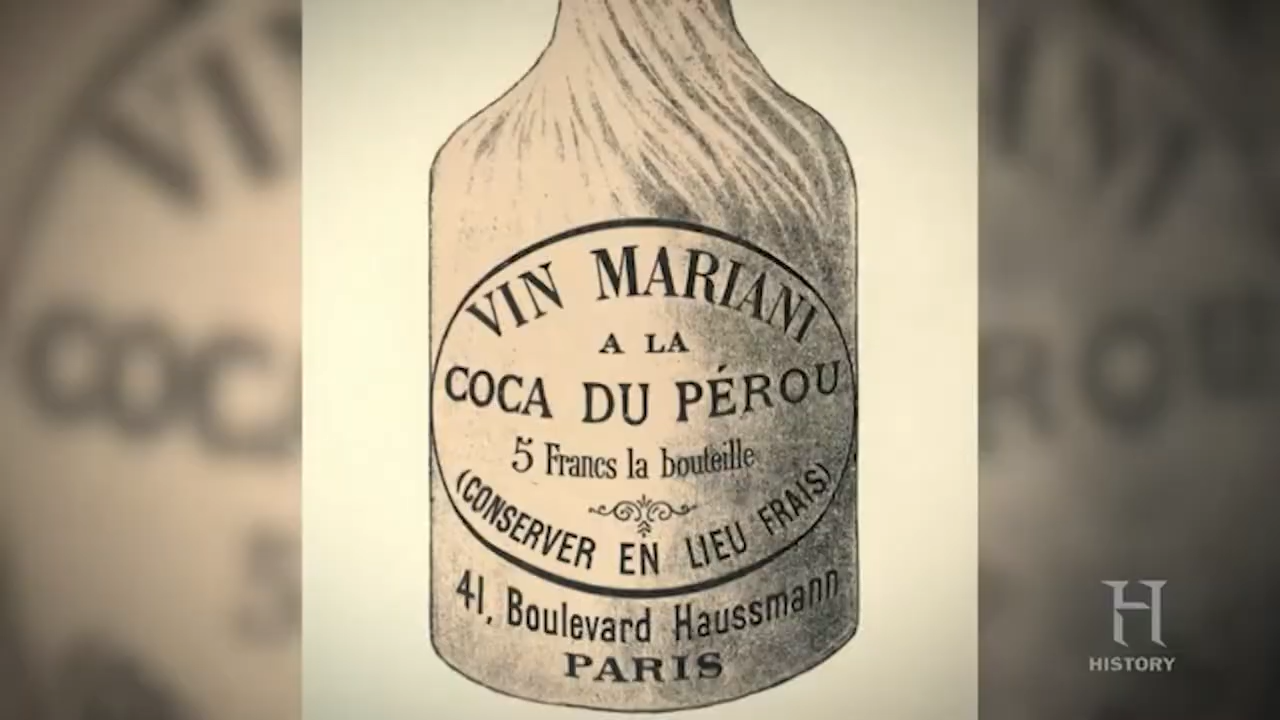 VIN MARIANI
A LA
COCA DU PÉROU
5 Francs la bouteille
(CONSERVER EN LIEU FRAIS)
41, Boulevard Haussmann
PARIS
H
HISTORY